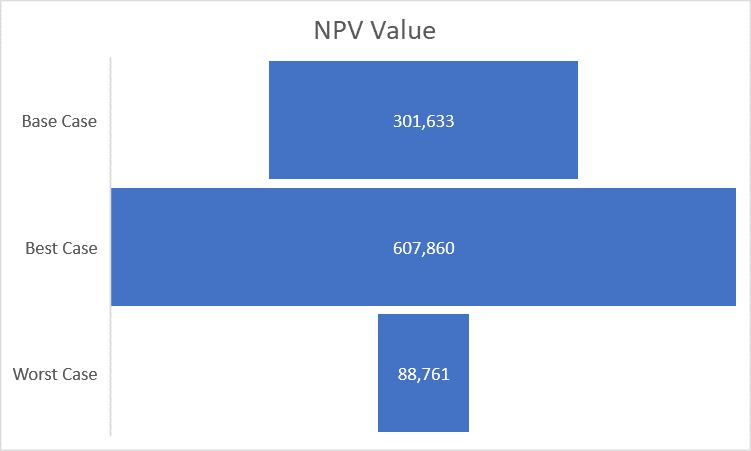 NPV Value
Base Case
301,633
Best Case
607,860
Worst Case
88,761